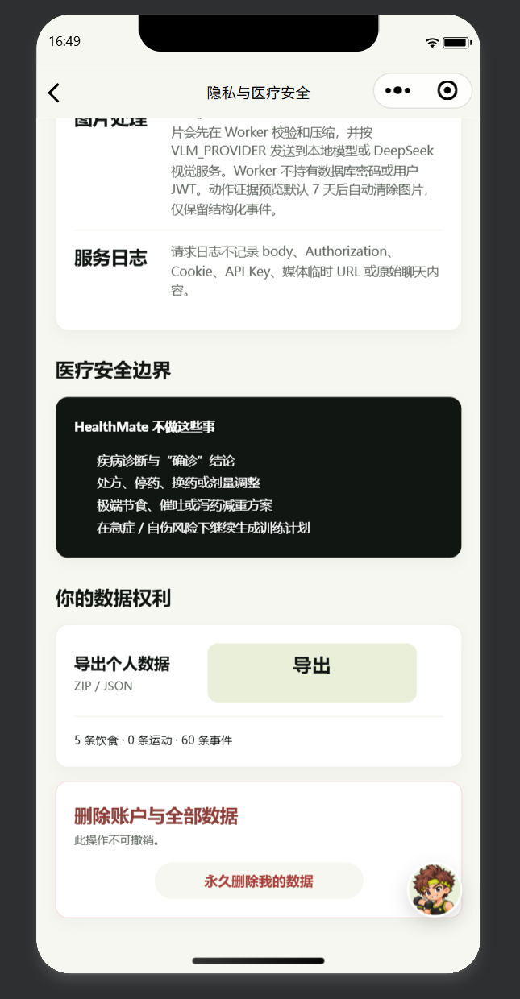 16:49
隐私与医疗安全
图片处理
片会先在 Worker 校验和压缩，并按
VLM_PROVIDER 发送到本地模型或 DeepSeek
视觉服务。Worker 不持有数据库密码或用户
JWT。动作证据预览默认 7 天后自动清除图片，
仅保留结构化事件。
服务日志
请求日志不记录 body、Authorization、
Cookie、API Key、媒体临时 URL 或原始聊天内
容。
医疗安全边界
HealthMate 不做这些事
疾病诊断与“确诊”结论
处方、停药、换药或剂量调整
极端节食、催吐或泻药减重方案
在急症 / 自伤风险下继续生成训练计划
你的数据权利
导出个人数据
ZIP / JSON
导出
5 条饮食 · 0 条运动 · 60 条事件
删除账户与全部数据
此操作不可撤销。
永久删除我的数据